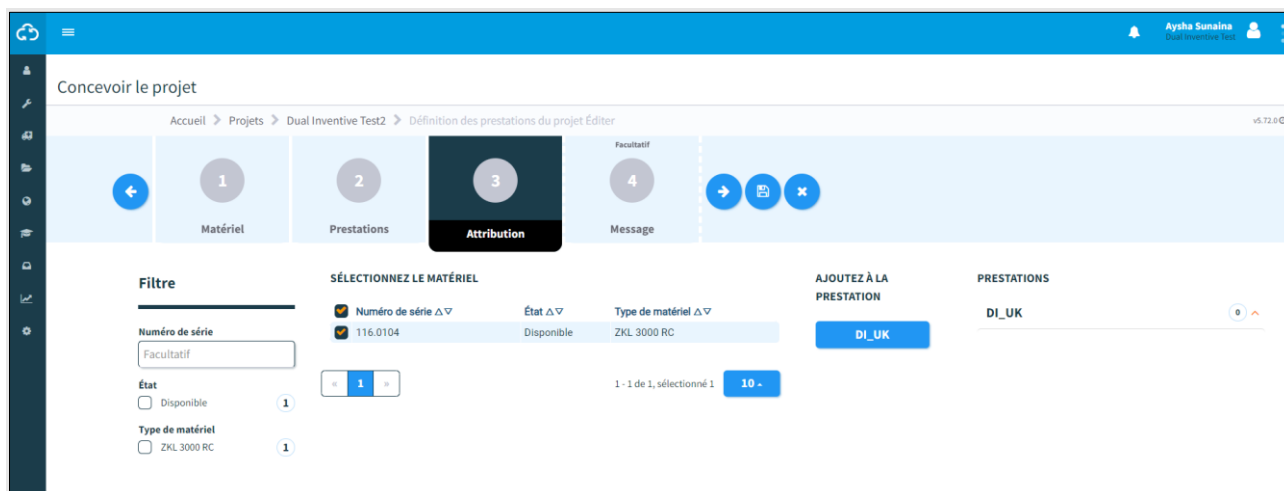 Aysha Sunaina
Dual Inventive Test
Concevoir le projet
Accueil Projets Dual Inventive Test2 Définition des prestations du projet Éditer
v5.72.0
1
Matériel
2
Prestations
3
Attribution
Facultatif
4
Message
Filtre
Numéro de série
Facultatif
État
Disponible 1
Type de matériel
ZKL 3000 RC 1
SÉLECTIONNEZ LE MATÉRIEL
Numéro de série État Type de matériel
116.0104 Disponible ZKL 3000 RC
« 1 »
1 - 1 de 1, sélectionné 1
10
AJOUTEZ À LA
PRESTATION
DI_UK
PRESTATIONS
DI_UK 0